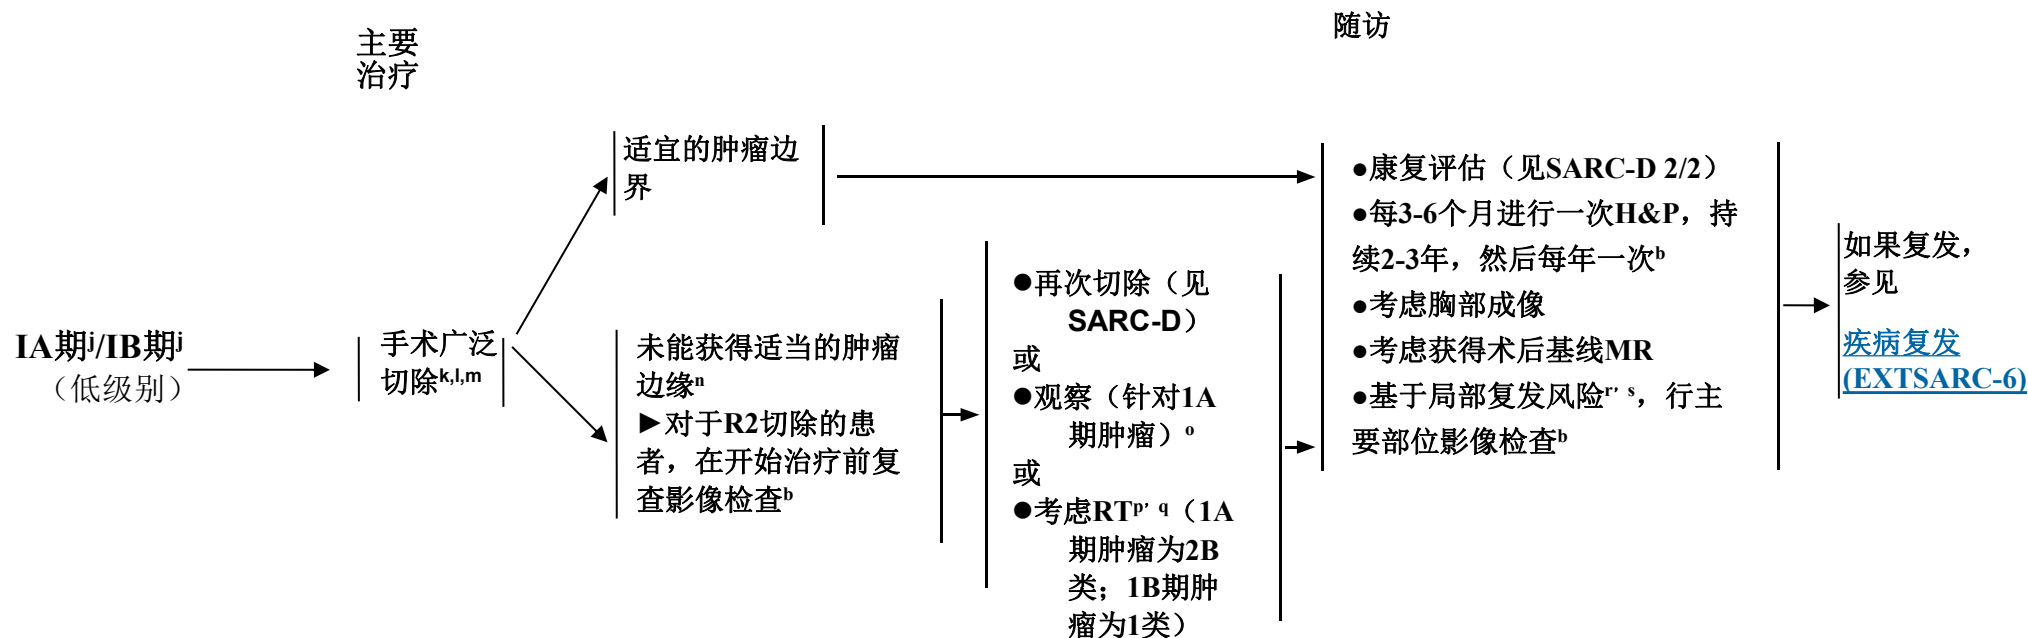 主要
治疗
随访
IA期j/IB期j
（低级别）
手术广泛
切除k,l,m
适宜的肿瘤边
界
未能获得适当的肿瘤
边缘n
►对于R2切除的患
者，在开始治疗前复
查影像检查b
●再次切除（见
SARC-D）
或
●观察（针对1A
期肿瘤）o
或
●考虑RTp，q（1A
期肿瘤为2B
类；1B期肿
瘤为1类）
●康复评估（见SARC-D 2/2）
●每3-6个月进行一次H&P，持
续2-3年，然后每年一次b
●考虑胸部成像
●考虑获得术后基线MR
●基于局部复发风险r，s，行主
要部位影像检查b
如果复发，
参见
疾病复发
(EXTSARC-6)